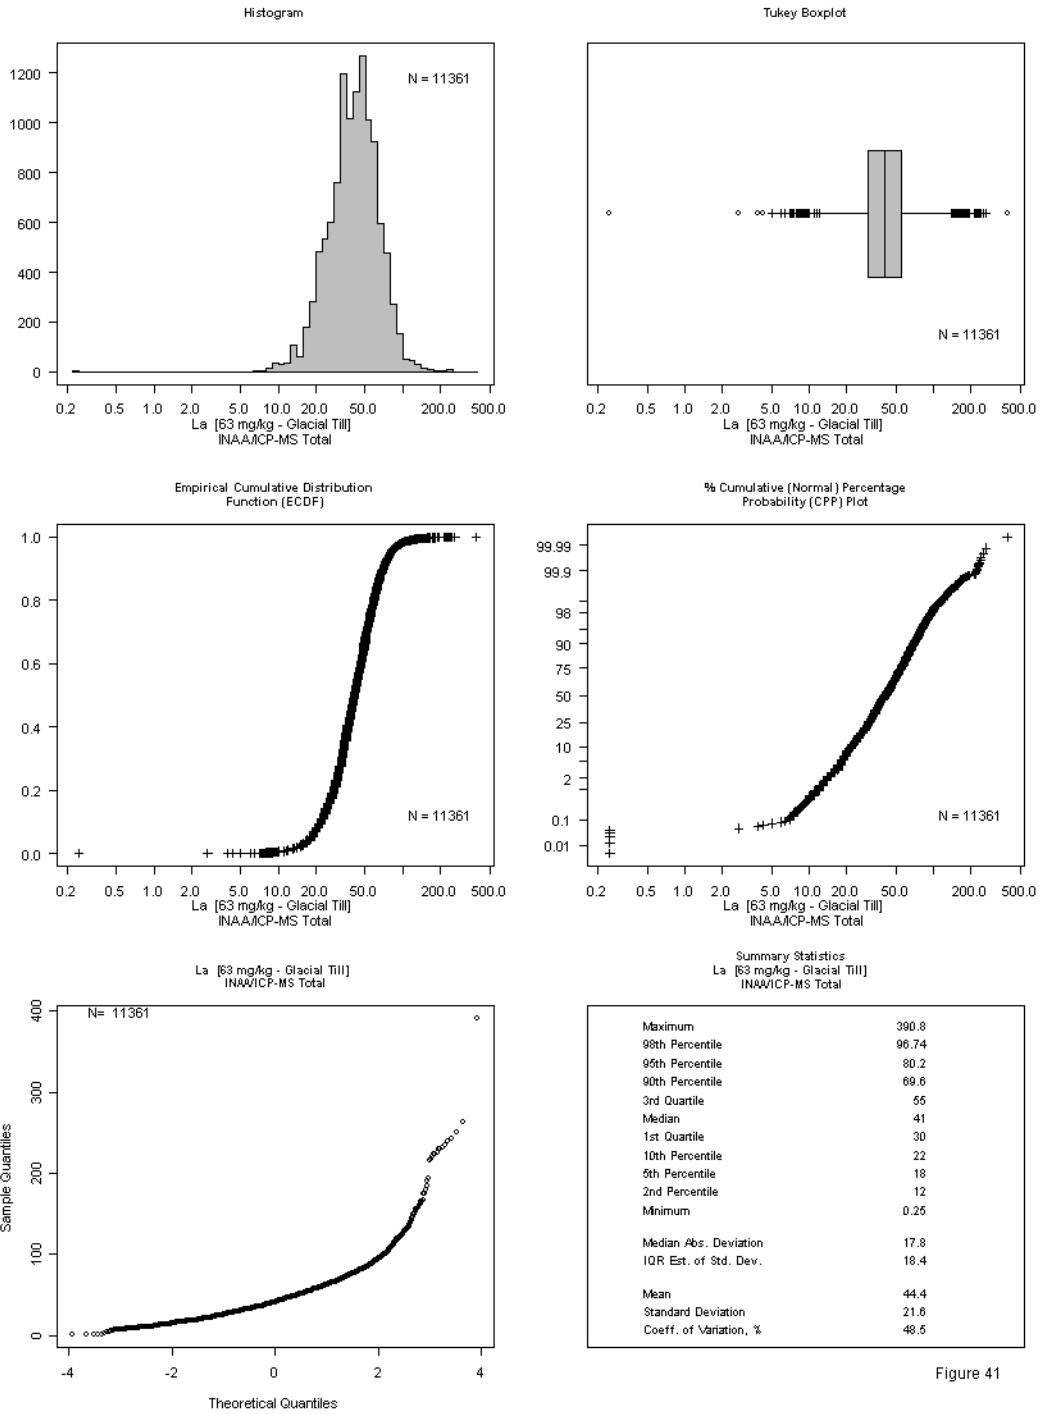 Histogram
N = 11361
1200
1000
800
600
400
200
0
0.2 0.5 1.0 2.0 5.0 10.0 20.0 50.0 200.0 500.0
La [63 mg/kg - Glacial Till]
INAA/ICP-MS Total
Tukey Boxplot
N = 11361
0.2 0.5 1.0 2.0 5.0 10.0 20.0 50.0 200.0 500.0
La [63 mg/kg - Glacial Till]
INAA/ICP-MS Total
Empirical Cumulative Distribution
Function (ECDF)
1.0
0.8
0.6
0.4
0.2
0.0
N = 11361
0.2 0.5 1.0 2.0 5.0 10.0 20.0 50.0 200.0 500.0
La [63 mg/kg - Glacial Till]
INAA/ICP-MS Total
% Cumulative (Normal) Percentage
Probability (CPP) Plot
99.99
99.9
98
90
75
50
25
10
2
0.1
0.01
N = 11361
0.2 0.5 1.0 2.0 5.0 10.0 20.0 50.0 200.0 500.0
La [63 mg/kg - Glacial Till]
INAA/ICP-MS Total
La [63 mg/kg - Glacial Till]
INAA/ICP-MS Total
N= 11361
400
300
200
100
0
Sample Quantiles
-4 -2 0 2 4
Theoretical Quantiles
Summary Statistics
La [63 mg/kg - Glacial Till]
INAA/ICP-MS Total
Maximum 390.8
98th Percentile 96.74
95th Percentile 80.2
90th Percentile 69.6
3rd Quartile 55
Median 41
1st Quartile 30
10th Percentile 22
5th Percentile 18
2nd Percentile 12
Minimum 0.25
Median Abs. Deviation 17.8
IQR Est. of Std. Dev. 18.4
Mean 44.4
Standard Deviation 21.6
Coeff. of Variation, % 48.5
Figure 41